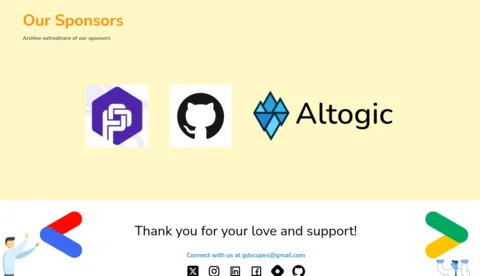 Our Sponsors
Archive extredinare of our sponsors
Altogic
Thank you for your love and support!
Connect with us at gdscupes@gmail.com